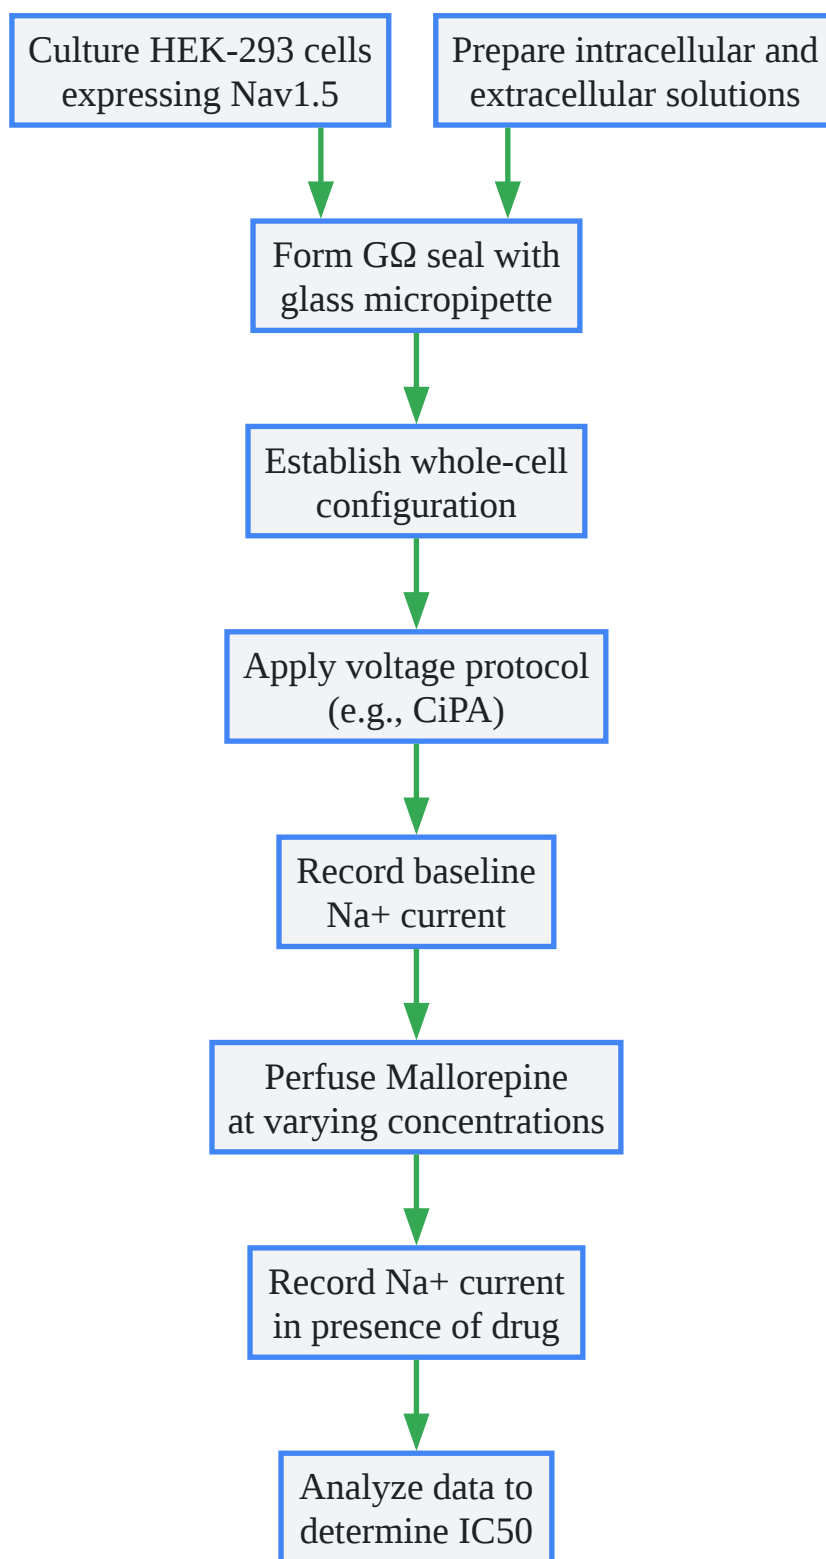 Culture HEK-293 cells
expressing Nav1.5
Prepare intracellular and
extracellular solutions
Form GΩ seal with
glass micropipette
Establish whole-cell
configuration
Apply voltage protocol
(e.g., CiPA)
Record baseline
Na+ current
Perfuse Mallorepine
at varying concentrations
Record Na+ current
in presence of drug
Analyze data to
determine IC50